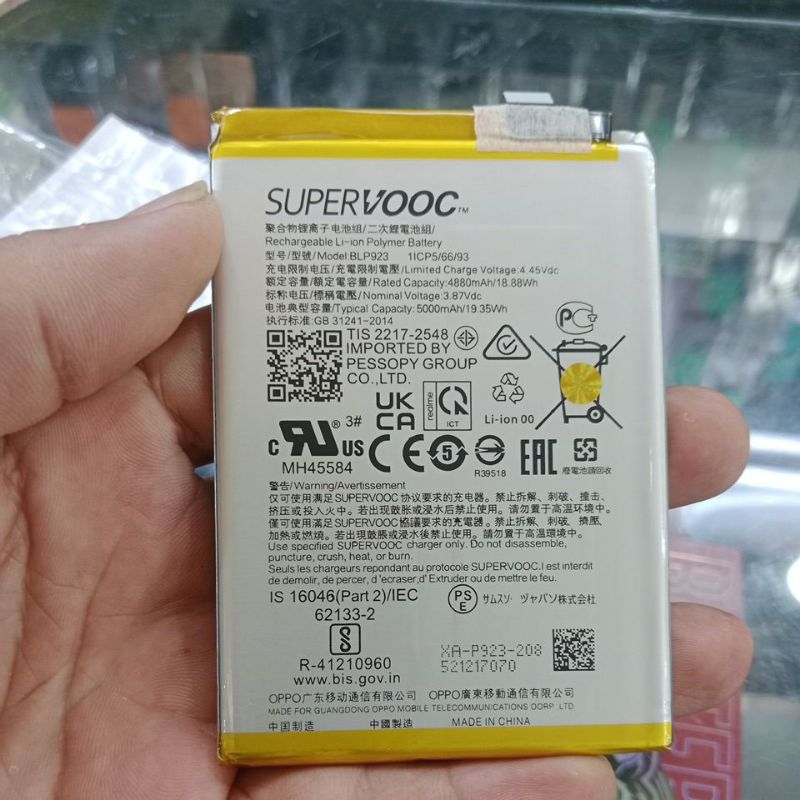 SUPERVOOC™
聚合物锂离子电池组/二次鋰電池組/
Rechargeable Li-ion Polymer Battery
型号/型號/Model:BLP923 1ICP5/66/93
充电限制电压/充電限制電壓/Limited Charge Voltage:4.45Vdc
额定容量/額定電容量/Rated Capacity:4880mAh/18.88Wh
标称电压/標稱電壓/Nominal Voltage:3.87Vdc
电池典型容量/Typical Capacity:5000mAh/19.35Wh
执行标准:GB 31241-2014
TIS 2217-2548
IMPORTED BY
PESSOPY GROUP
CO.,LTD.
UK
CA
realme
ICT
Li-ion 00
c RU ® US 3#
MH45584
CE
5
R39518
EAC
廢電池請回收
警告/Warning/Avertissement
仅可使用满足SUPERVOOC协议要求的充电器。禁止拆解、刺破、撞击、
挤压或投入火中。若出现鼓胀或浸水后禁止使用。请勿置于高温环境中。
僅可使用滿足SUPERVOOC協議要求的充電器。禁止拆解、刺破、擠壓、
加熱或燃燒。若出現鼓脹或浸水後禁止使用。請勿置于高溫環境中。
Use specified SUPERVOOC charger only. Do not disassemble,
puncture, crush, heat, or burn.
Seuls les chargeurs repondant au protocole SUPERVOOC.I est interdit
de demolir, de percer, d'ecraser,d' Extruder ou de mettre le feu.
IS 16046(Part 2)/IEC
62133-2
PSE サムスソ・ヅャバソ株式会社
R-41210960
www.bis.gov.in
XA-P923-208
521217070
OPPO广东移动通信有限公司 OPPO廣東移動通信有限公司
MADE FOR GUANGDONG OPPO MOBILE TELECOMMUNICATIONS CORP.,LTD
中国制造 中國製造 MADE IN CHINA